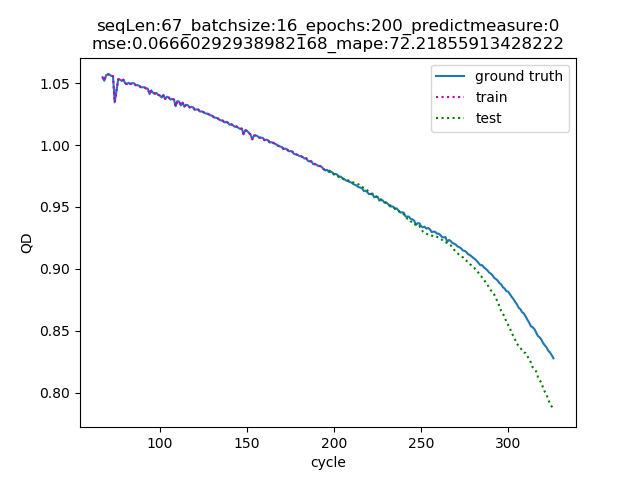 seqLen:67_batchsize:16_epochs:200_predictmeasure:0
mse:0.06660292938982168_mape:72.21855913428222
ground truth
train
test
1.05
1.00
0.95
0.90
0.85
0.80
QD
100
150
200
250
300
cycle